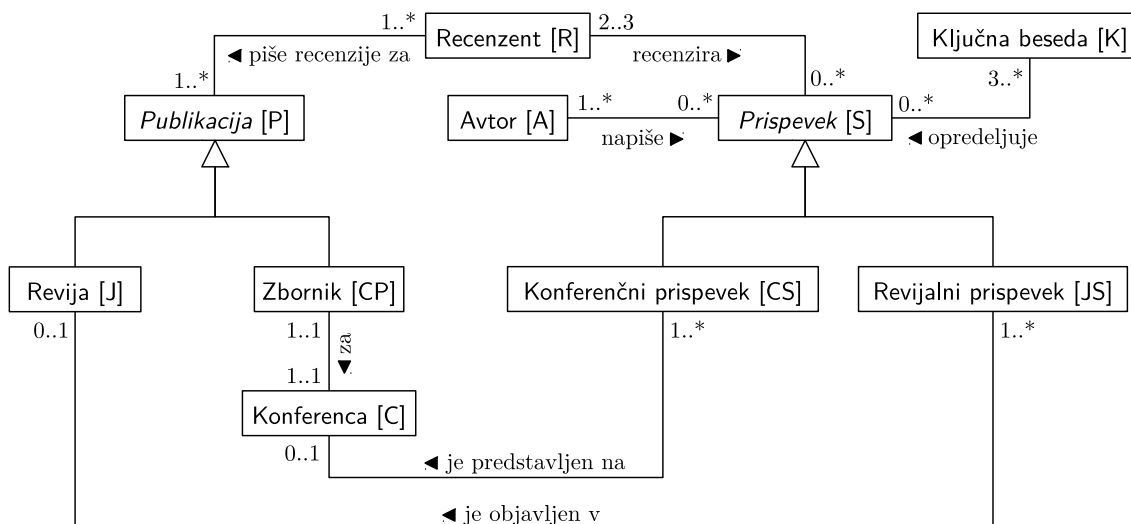 1..* Recenzent [R] 2..3 Ključna beseda [K]
◄ piše recenzije za recenzira ►
1..* 0..* 3..*
Publikacija [P] Avtor [A] 1..* 0..* Prispevek [S] 0..*
napiše ► ◄ opredeljuje
Revija [J] Zbornik [CP] Konferenčni prispevek [CS] Revijalni prispevek [JS]
0..1 1..1 1..* 1..*
◄ za
1..1
Konferenca [C]
0..1 ◄ je predstavljen na
◄ je objavljen v